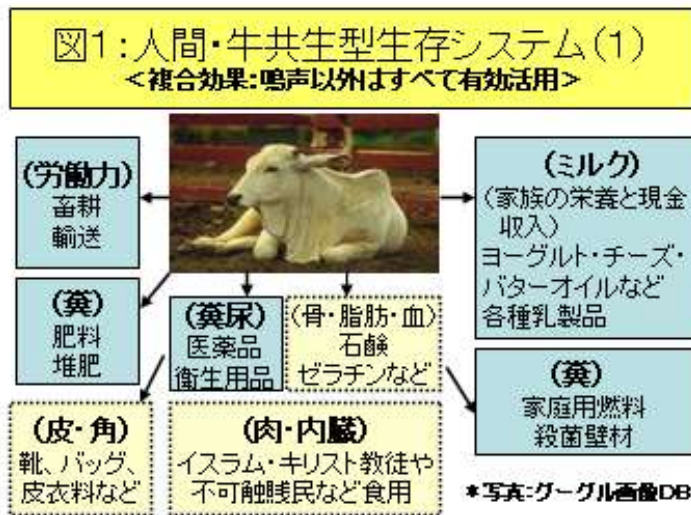 図1:人間・牛共生型生存システム(1)
<複合効果:鳴声以外はすべて有効活用>
(労働力)
畜耕
輸送
(糞)
肥料
堆肥
(糞尿)
医薬品
衛生用品
(骨・脂肪・血)
石鹸
ゼラチンなど
(ミルク)
(家族の栄養と現金
収入)
ヨーグルト・チーズ・
バターオイルなど
各種乳製品
(糞)
家庭用燃料
殺菌壁材
(皮・角)
靴、バッグ、
皮衣料など
(肉・内臓)
イスラム・キリスト教徒や
不可触賎民など食用
*写真:グーグル画像DB